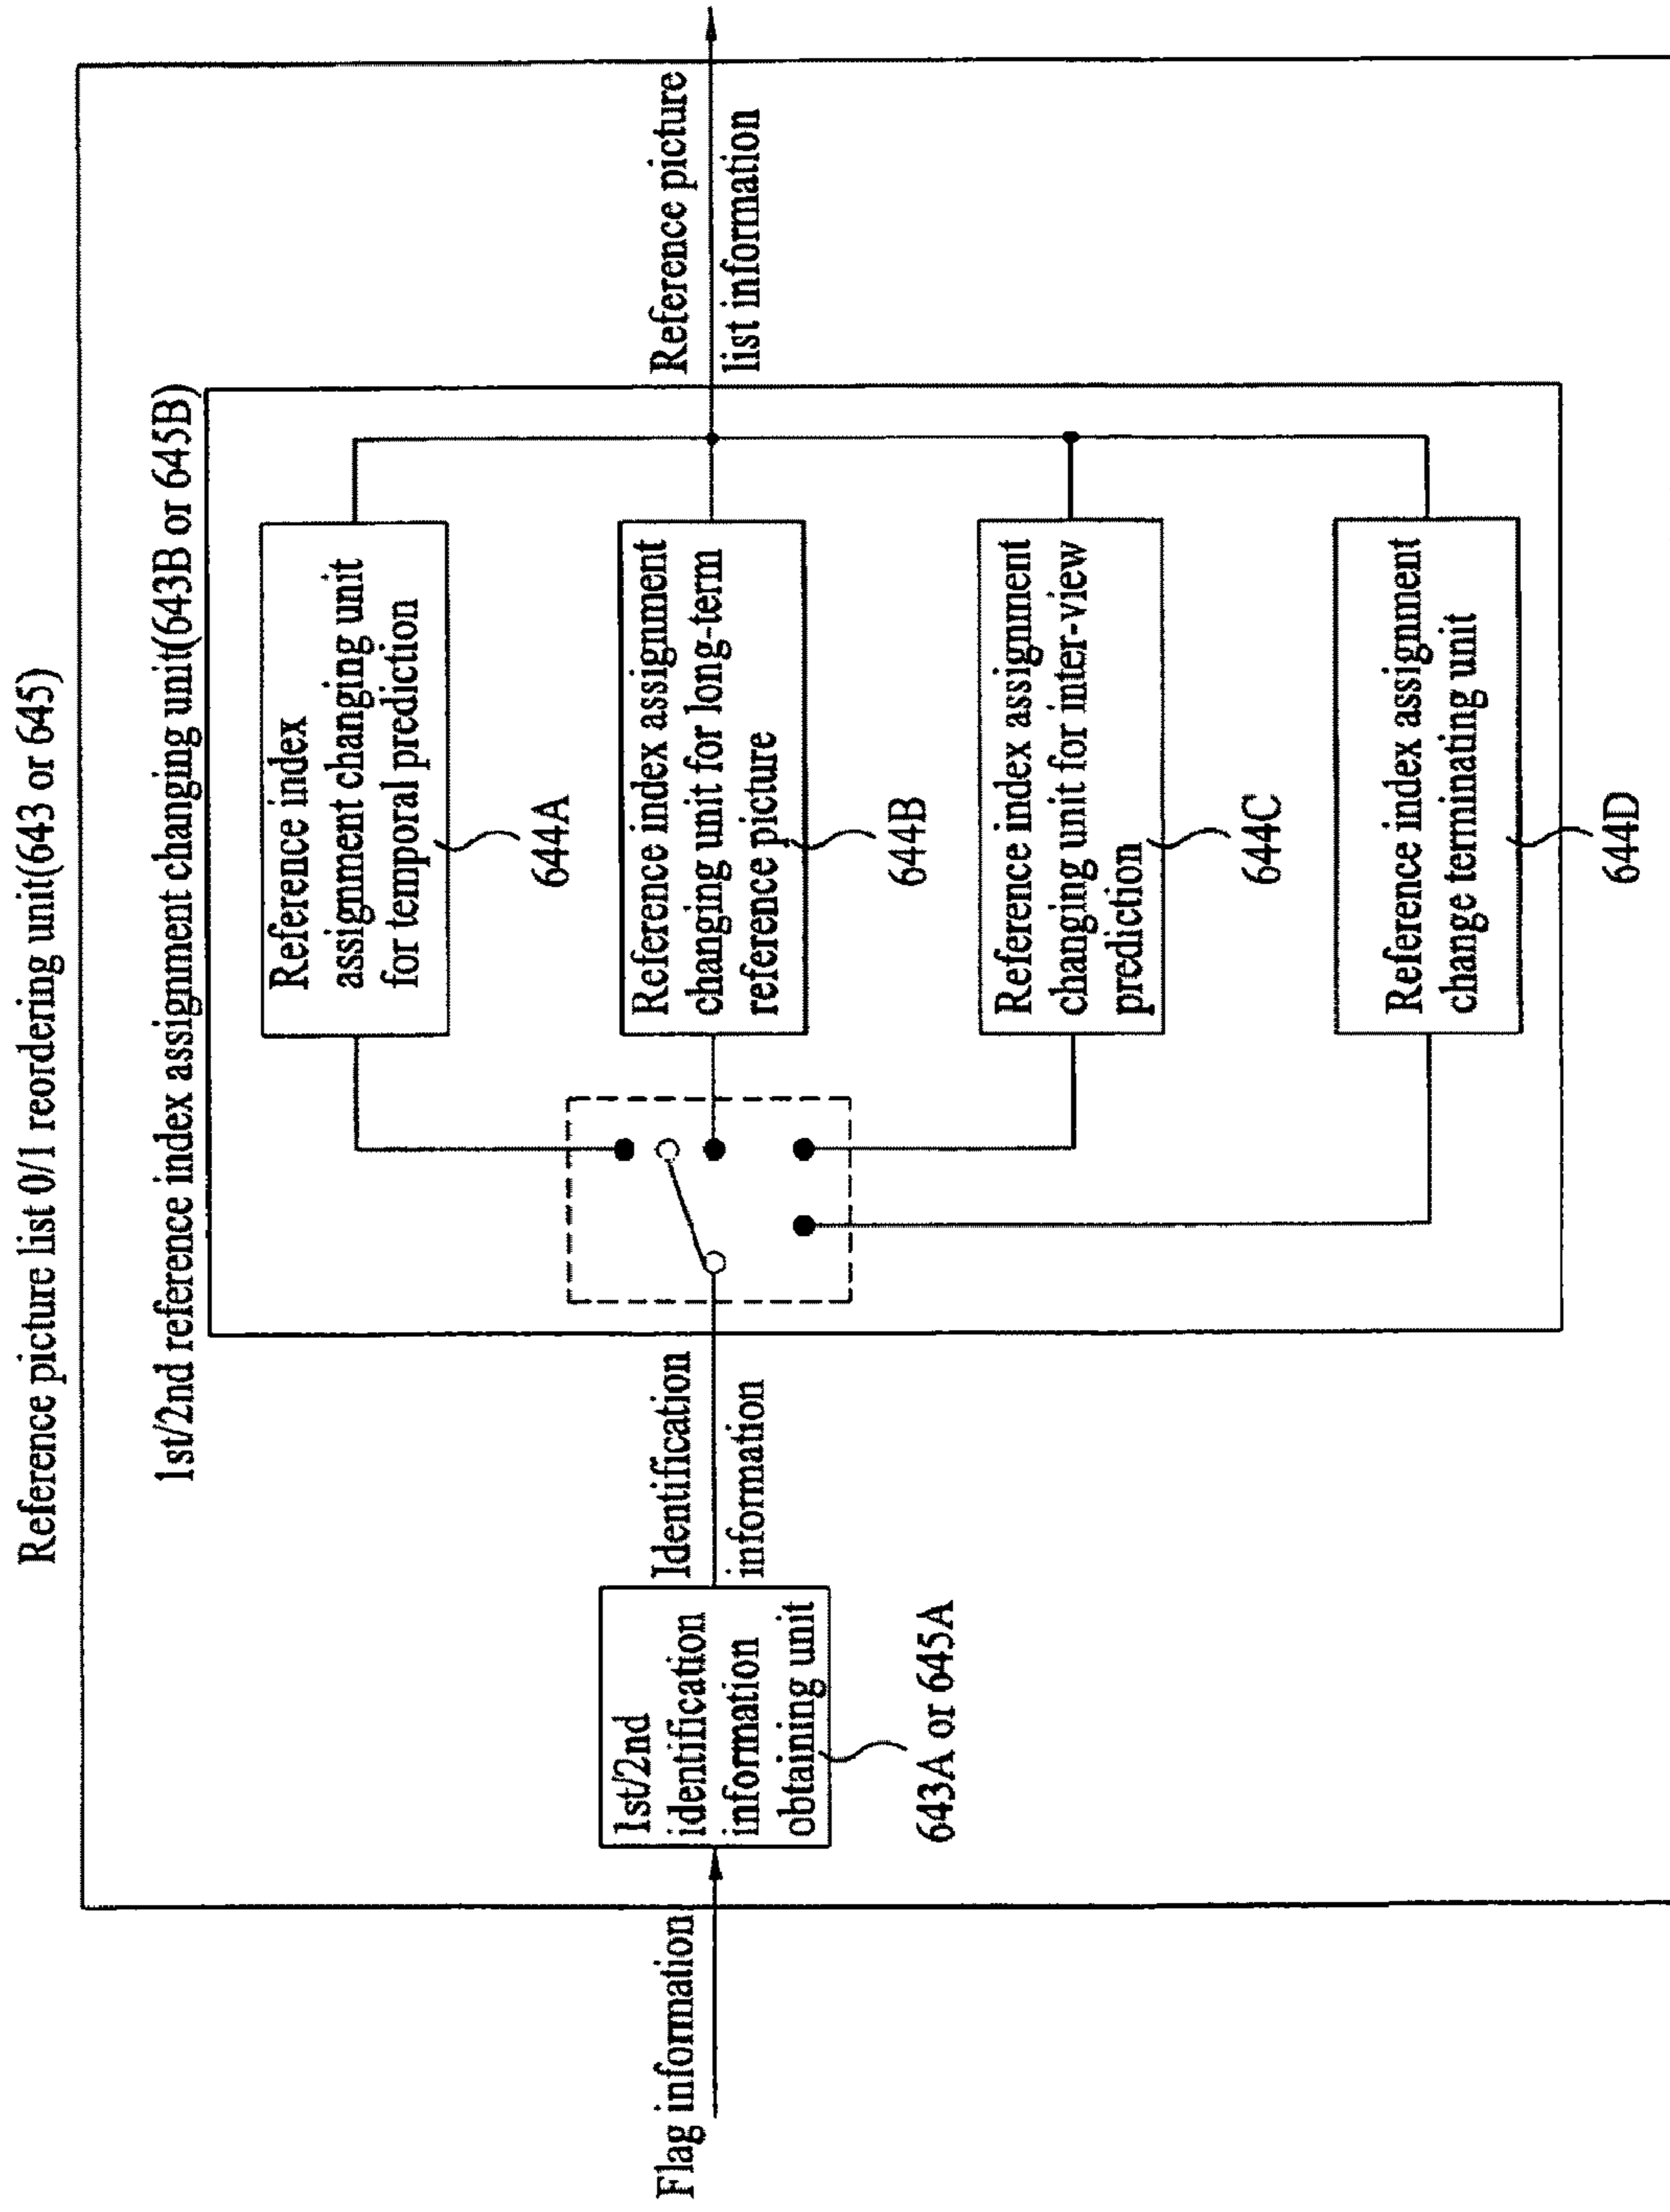 Reference picture list 0/1 reordering unit(643 or 645)
1st/2nd reference index assignment changing unit(643B or 645B)
Flag information
1st/2nd
identification
information
obtaining unit
643A or 645A
Identification
information
Reference index
assignment changing unit
for temporal prediction
644A
Reference index assignment
changing unit for long-term
reference picture
644B
Reference index assignment
changing unit for inter-view
prediction
644C
Reference index assignment
change terminating unit
644D
Reference picture
list information